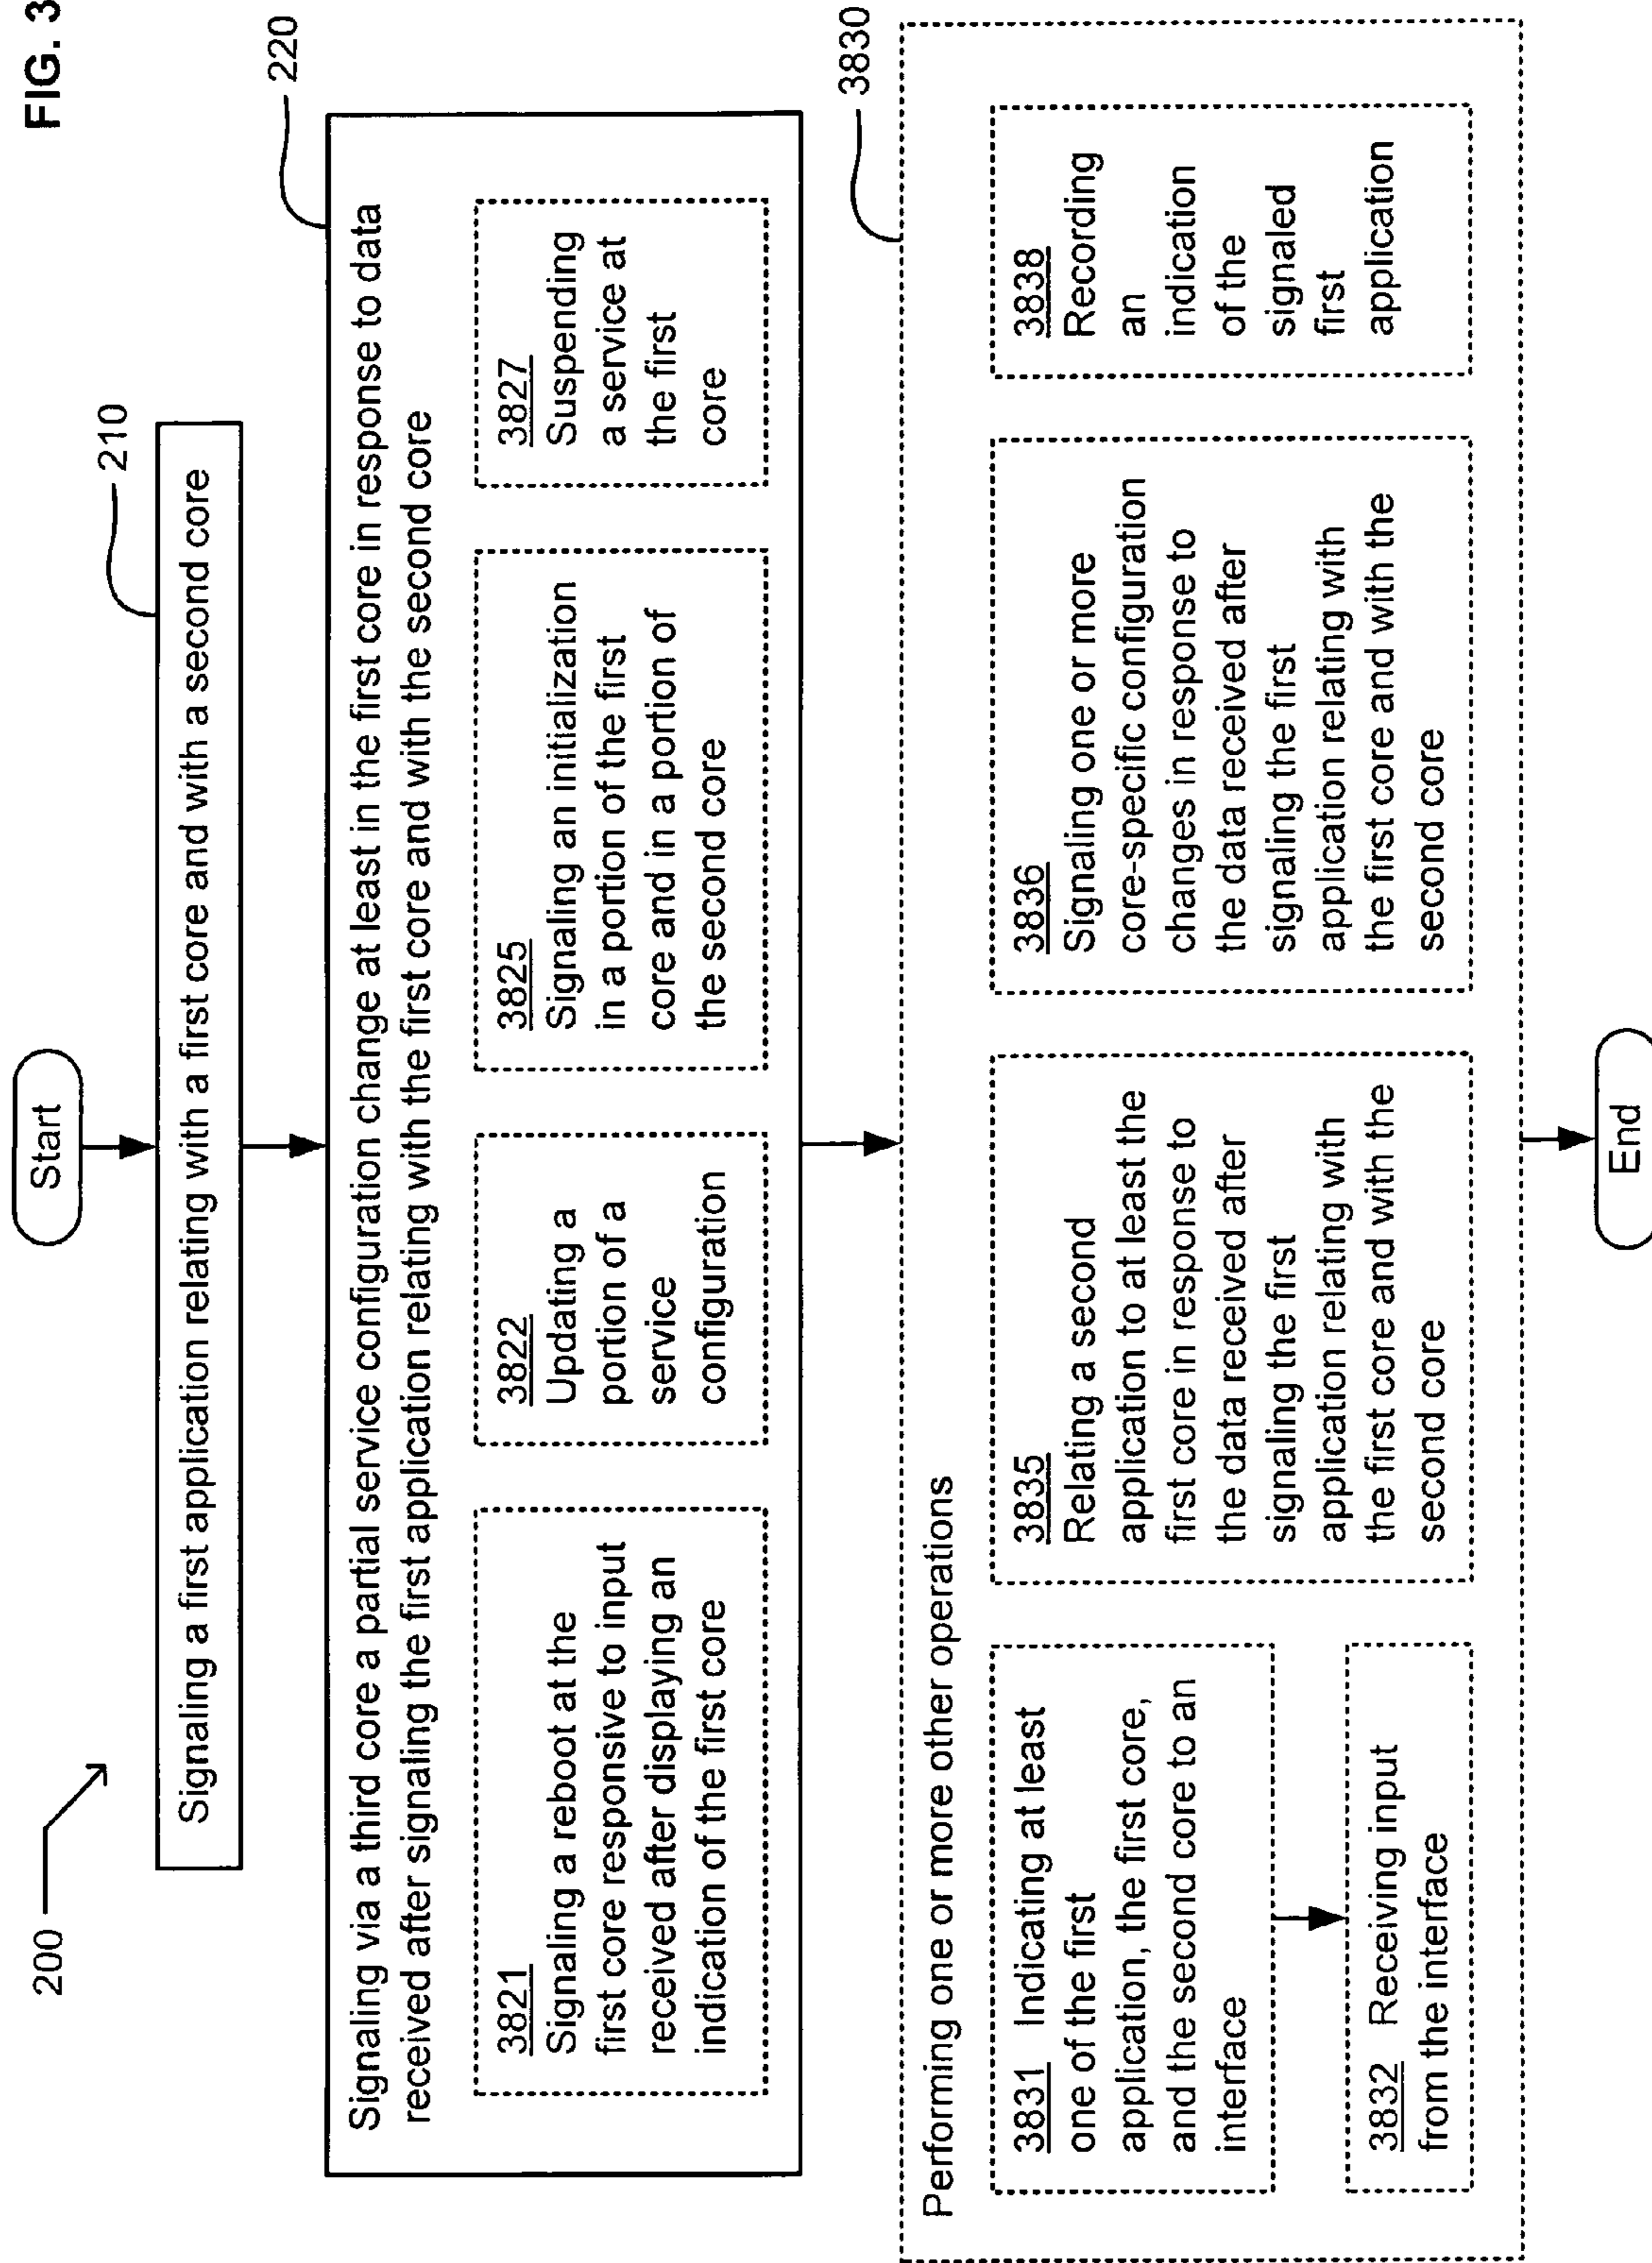 FIG. 3
200
Start
210
Signaling a first application relating with a first core and with a second core
220
Signaling via a third core a partial service configuration change at least in the first core in response to data
received after signaling the first application relating with the first core and with the second core
3821
Signaling a reboot at the
first core responsive to input
received after displaying an
indication of the first core
3822
Updating a
portion of a
service
configuration
3825
Signaling an initialization
in a portion of the first
core and in a portion of
the second core
3827
Suspending
a service at
the first
core
3830
Performing one or more other operations
3831 Indicating at least
one of the first
application, the first core,
and the second core to an
interface
3832 Receiving input
from the interface
3835
Relating a second
application to at least the
first core in response to
the data received after
signaling the first
application relating with
the first core and with the
second core
3836
Signaling one or more
core-specific configuration
changes in response to
the data received after
signaling the first
application relating with
the first core and with the
second core
3838
Recording
an
indication
of the
signaled
first
application
End